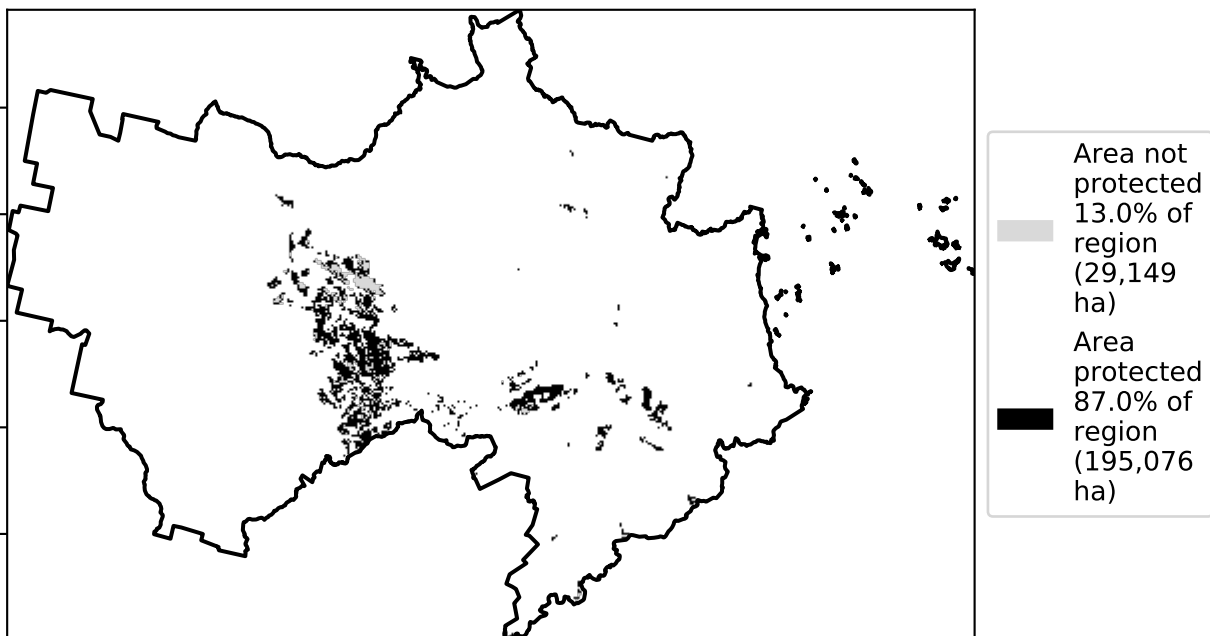 Area not
protected
13.0% of
region
(29,149
ha)
Area
protected
87.0% of
region
(195,076
ha)